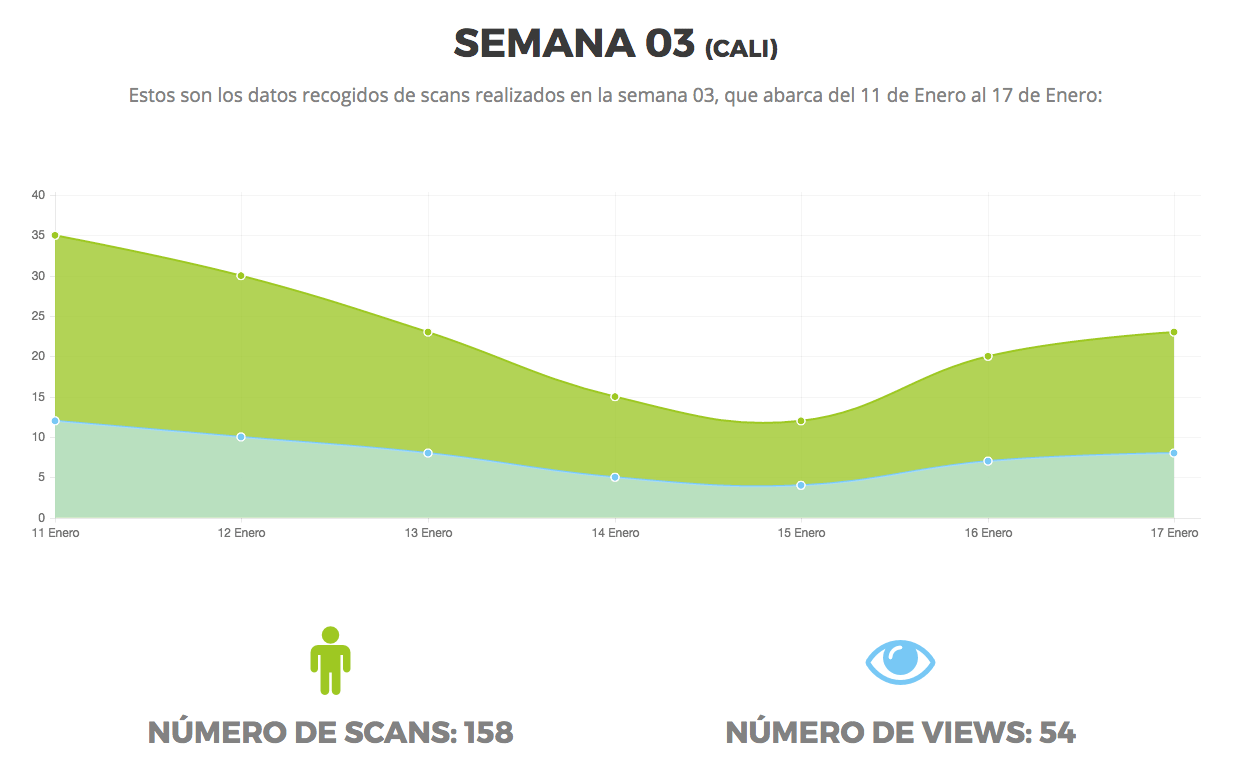 SEMANA 03 (CALI)
Estos son los datos recogidos de scans realizados en la semana 03, que abarca del 11 de Enero al 17 de Enero:
40
35
30
25
20
15
10
5
0
11 Enero 12 Enero 13 Enero 14 Enero 15 Enero 16 Enero 17 Enero
NÚMERO DE SCANS: 158 NÚMERO DE VIEWS: 54